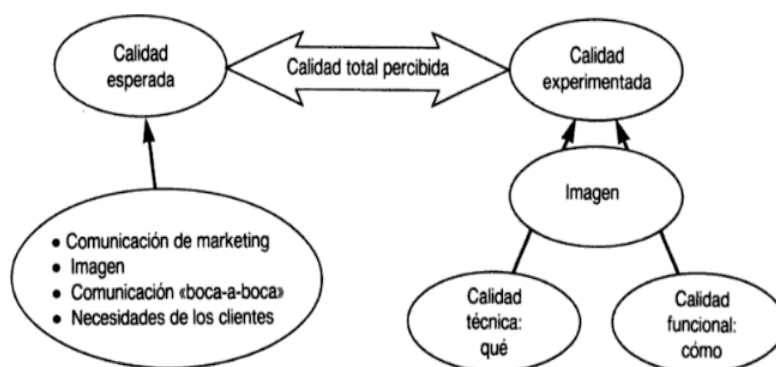 Calidad
esperada
Calidad total percibida
Calidad
experimentada
Imagen
● Comunicación de marketing
● Imagen
● Comunicación «boca-a-boca»
● Necesidades de los clientes
Calidad
técnica:
qué
Calidad
funcional:
cómo